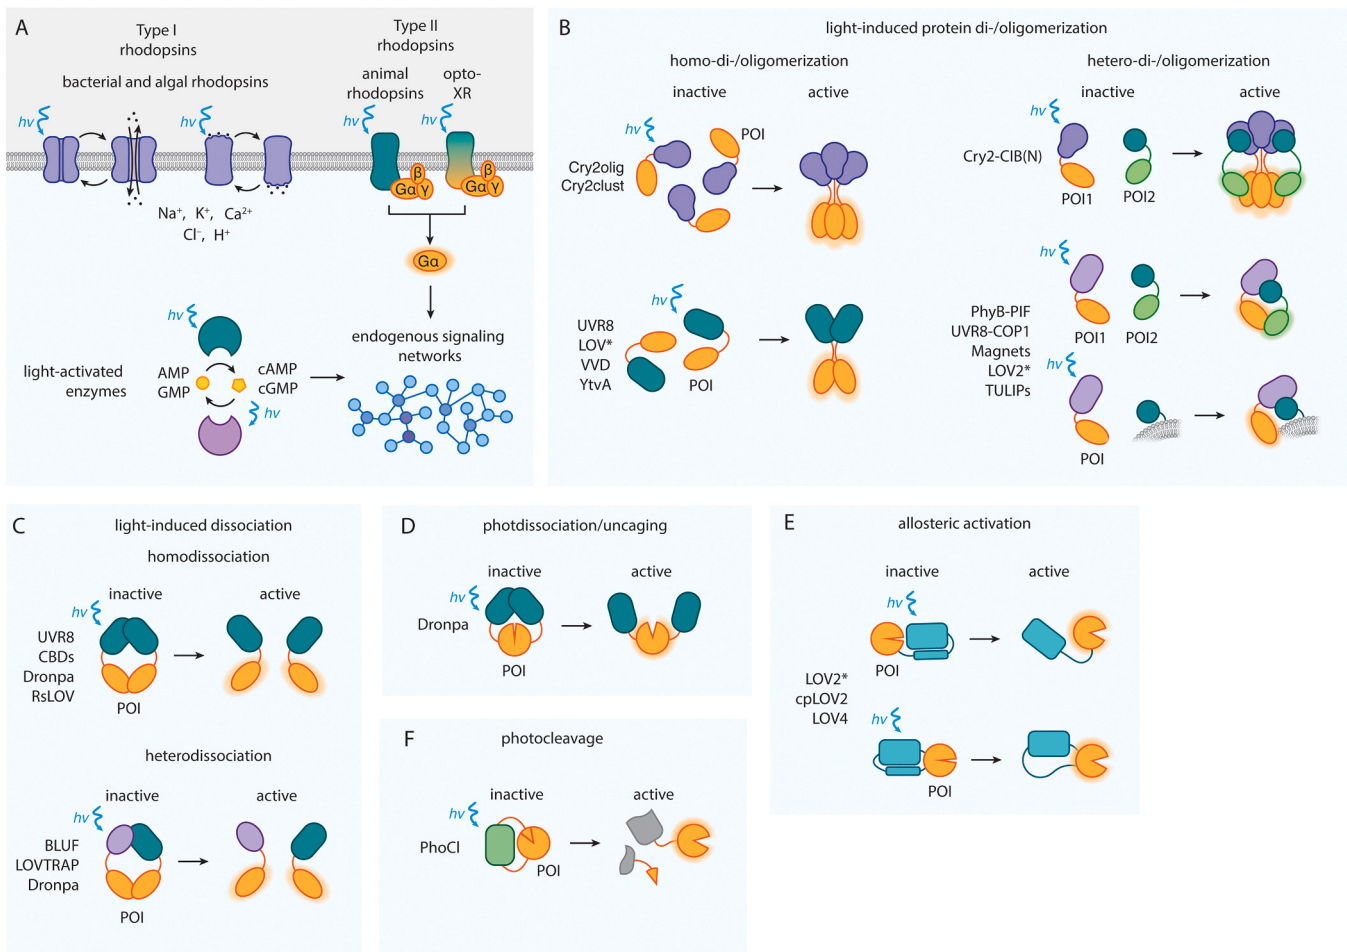 A
Type I
rhodopsins
bacterial and algal rhodopsins
hv
hv
Na⁺, K⁺, Ca²⁺
Cl⁻, H⁺
Type II
rhodopsins
animal
rhodopsins
opto-
XR
hv
hv
β
Gα γ
β
Gα γ
Gα
endogenous signaling
networks
light-activated
enzymes
hv
AMP
GMP
cAMP
cGMP
hv
B
light-induced protein di-/oligomerization
homo-di-/oligomerization
inactive
active
hv
POI
Cry2olig
Cry2clust
hv
UVR8
LOV*
VVD
YtvA
POI
hetero-di-/oligomerization
inactive
active
hv
Cry2-CIB(N)
POI1
POI2
hv
PhyB-PIF
UVR8-COP1
Magnets
LOV2*
TULIPs
POI1
POI2
hv
POI
C
light-induced dissociation
homodissociation
inactive
active
hv
UVR8
CBDs
Dronpa
RsLOV
POI
heterodissociation
inactive
active
hv
BLUF
LOVTRAP
Dronpa
POI
D
photdissociation/uncaging
inactive
active
hv
Dronpa
POI
E
allosteric activation
inactive
active
hv
POI
LOV2*
cpLOV2
LOV4
hv
POI
F
photocleavage
inactive
active
hv
PhoCl
POI